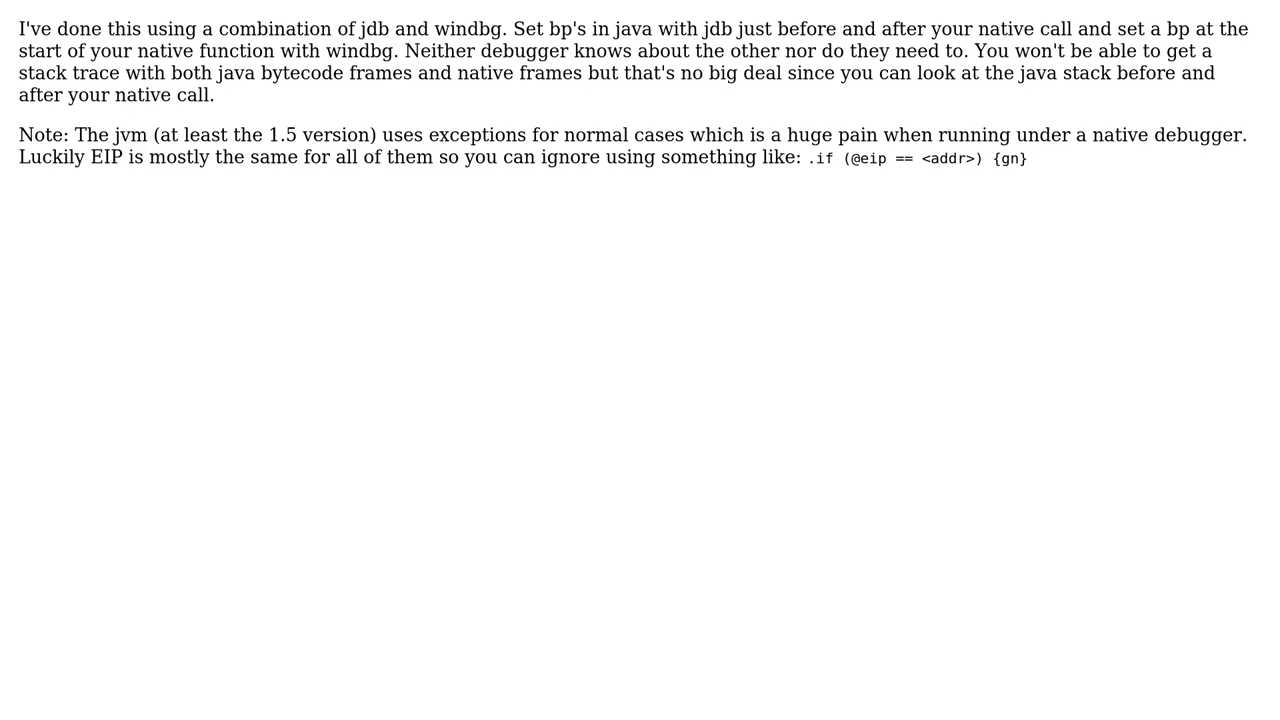 I've done this using a combination of jdb and windbg. Set bp's in java with jdb just before and after your native call and set a bp at the
start of your native function with windbg. Neither debugger knows about the other nor do they need to. You won't be able to get a
stack trace with both java bytecode frames and native frames but that's no big deal since you can look at the java stack before and
after your native call.
Note: The jvm (at least the 1.5 version) uses exceptions for normal cases which is a huge pain when running under a native debugger.
Luckily EIP is mostly the same for all of them so you can ignore using something like: .if (@eip == <addr>) {gn}